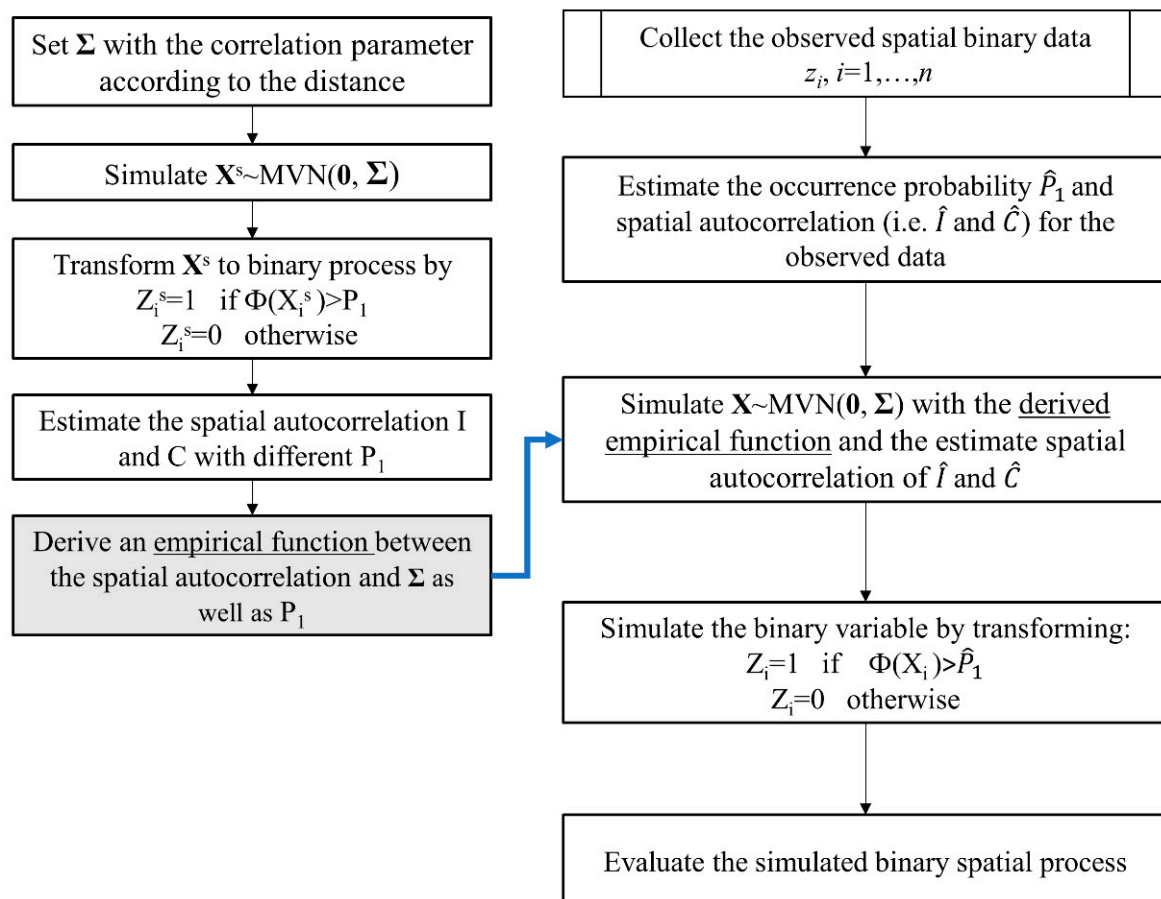 Set Σ with the correlation parameter
according to the distance
Simulate Xˢ~MVN(0, Σ)
Transform Xˢ to binary process by
Zᵢˢ=1 if Φ(Xᵢˢ)>P₁
Zᵢˢ=0 otherwise
Estimate the spatial autocorrelation I
and C with different P₁
Derive an empirical function between
the spatial autocorrelation and Σ as
well as P₁
Collect the observed spatial binary data
zᵢ, i=1,…,n
Estimate the occurrence probability P̂₁ and
spatial autocorrelation (i.e. Î and Ĉ) for the
observed data
Simulate X~MVN(0, Σ) with the derived
empirical function and the estimate spatial
autocorrelation of Î and Ĉ
Simulate the binary variable by transforming:
Zᵢ=1 if Φ(Xᵢ)>P̂₁
Zᵢ=0 otherwise
Evaluate the simulated binary spatial process